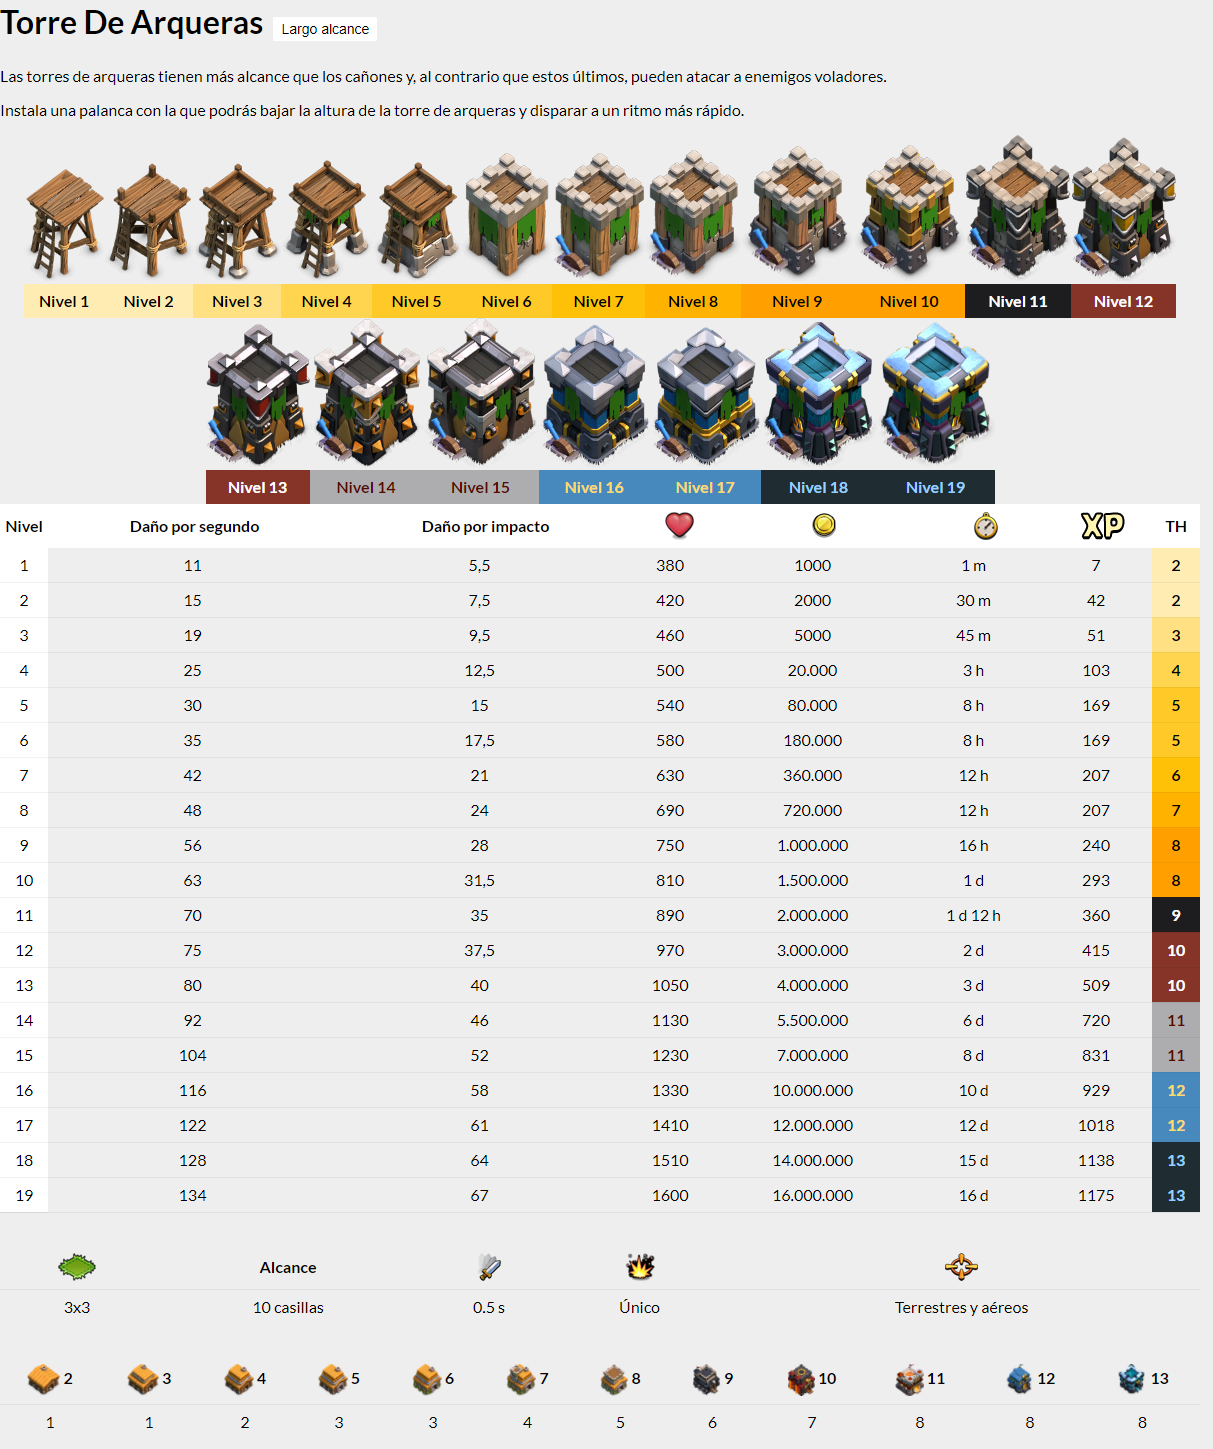 Torre De Arqueras Largo alcance
Las torres de arqueras tienen más alcance que los cañones y, al contrario que estos últimos, pueden atacar a enemigos voladores.
Instala una palanca con la que podrás bajar la altura de la torre de arqueras y disparar a un ritmo más rápido.
Nivel 1 Nivel 2 Nivel 3 Nivel 4 Nivel 5 Nivel 6 Nivel 7 Nivel 8 Nivel 9 Nivel 10 Nivel 11 Nivel 12
Nivel 13 Nivel 14 Nivel 15 Nivel 16 Nivel 17 Nivel 18 Nivel 19
Nivel Daño por segundo Daño por impacto XP TH
1 11 5,5 380 1000 1 m 7 2
2 15 7,5 420 2000 30 m 42 2
3 19 9,5 460 5000 45 m 51 3
4 25 12,5 500 20.000 3 h 103 4
5 30 15 540 80.000 8 h 169 5
6 35 17,5 580 180.000 8 h 169 5
7 42 21 630 360.000 12 h 207 6
8 48 24 690 720.000 12 h 207 7
9 56 28 750 1.000.000 16 h 240 8
10 63 31,5 810 1.500.000 1 d 293 8
11 70 35 890 2.000.000 1 d 12 h 360 9
12 75 37,5 970 3.000.000 2 d 415 10
13 80 40 1050 4.000.000 3 d 509 10
14 92 46 1130 5.500.000 6 d 720 11
15 104 52 1230 7.000.000 8 d 831 11
16 116 58 1330 10.000.000 10 d 929 12
17 122 61 1410 12.000.000 12 d 1018 12
18 128 64 1510 14.000.000 15 d 1138 13
19 134 67 1600 16.000.000 16 d 1175 13
Alcance
3x3 10 casillas 0.5 s Único Terrestres y aéreos
2 3 4 5 6 7 8 9 10 11 12 13
1 1 2 3 3 4 5 6 7 8 8 8